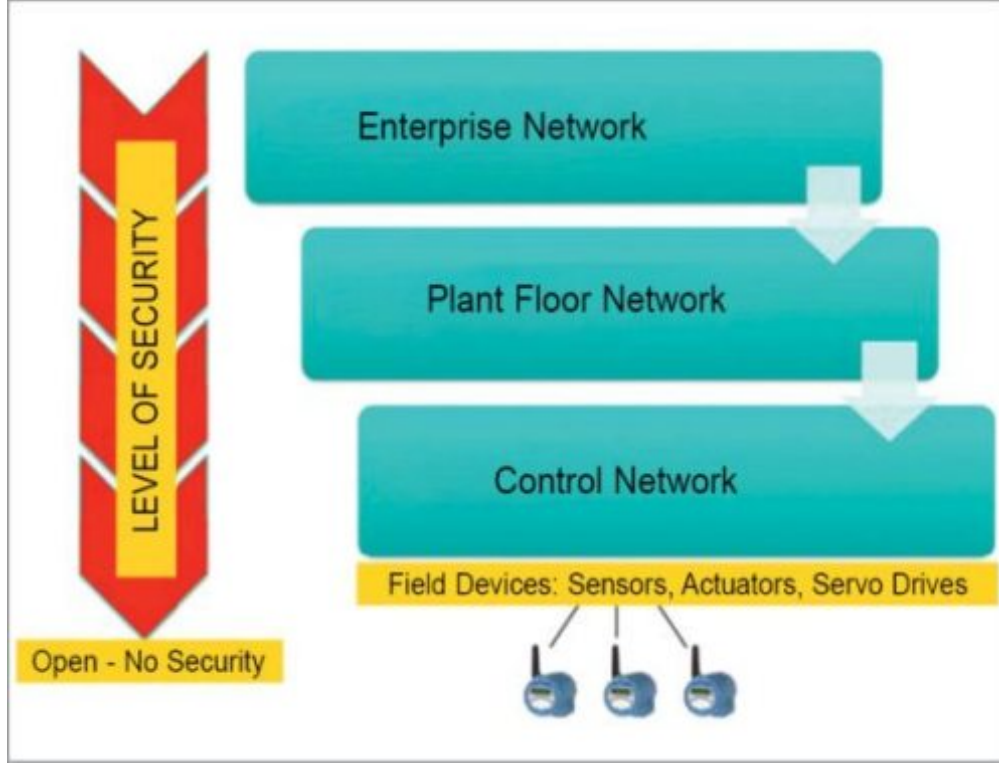 Enterprise Network
Plant Floor Network
Control Network
Field Devices: Sensors, Actuators, Servo Drives
LEVEL OF SECURITY
Open - No Security